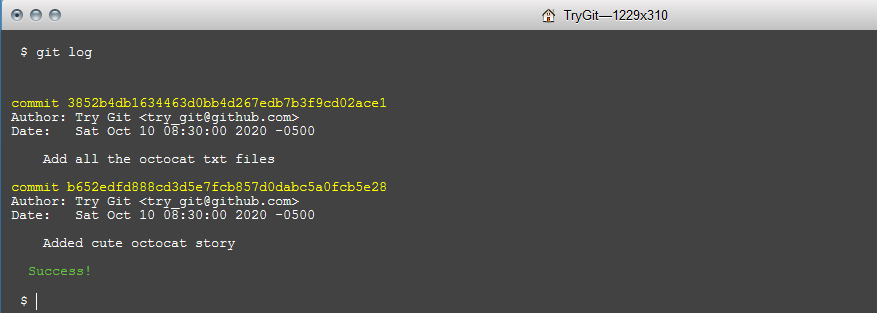 TryGit—1229x310
$ git log
commit 3852b4db1634463d0bb4d267edb7b3f9cd02ace1
Author: Try Git <try_git@github.com>
Date:   Sat Oct 10 08:30:00 2020 -0500
Add all the octocat txt files
commit b652edfd888cd3d5e7fcb857d0dabc5a0fcb5e28
Author: Try Git <try_git@github.com>
Date:   Sat Oct 10 08:30:00 2020 -0500
Added cute octocat story
Success!
$